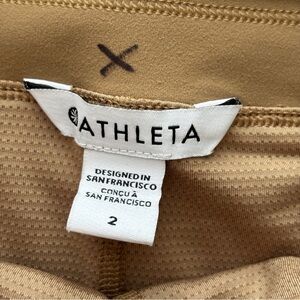 ATHLETA
DESIGNED IN
SAN FRANCISCO
CONÇU À
SAN FRANCISCO
2